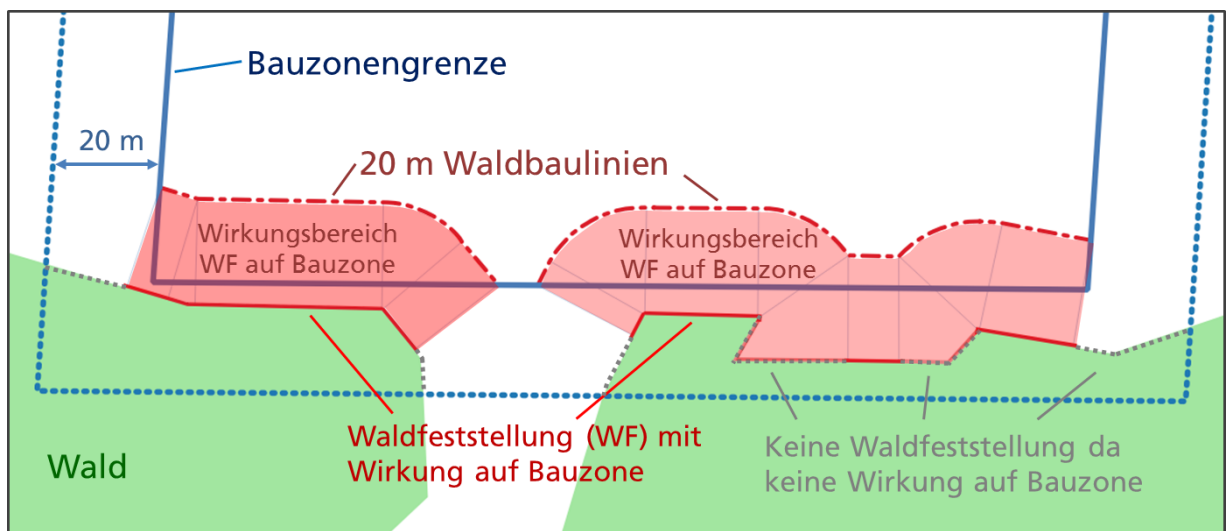 Bauzonengrenze
20 m
20 m Waldbaulinien
Wirkungsbereich
WF auf Bauzone
Wirkungsbereich
WF auf Bauzone
Waldfeststellung (WF) mit
Wirkung auf Bauzone
Keine Waldfeststellung da
keine Wirkung auf Bauzone
Wald